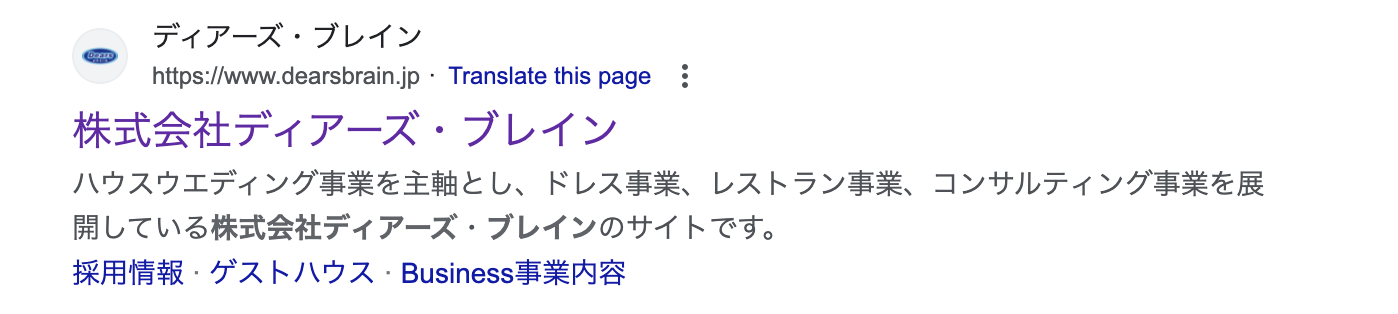 ディアーズ・ブレイン
https://www.dearsbrain.jp · Translate this page
株式会社ディアーズ・ブレイン
ハウスウエディング事業を主軸とし、ドレス事業、レストラン事業、コンサルティング事業を展
開している株式会社ディアーズ・ブレインのサイトです。
採用情報 · ゲストハウス · Business事業内容